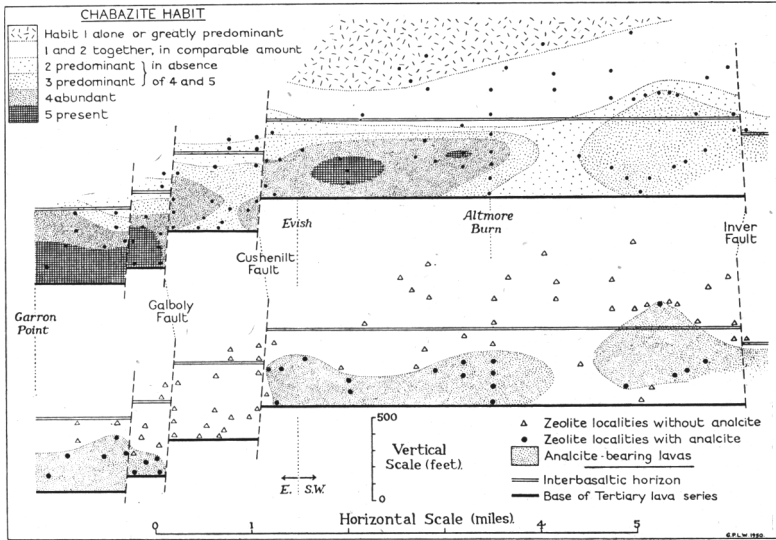 CHABAZITE HABIT
Habit 1 alone or greatly predominant
1 and 2 together, in comparable amount
2 predominant } in absence
3 predominant } of 4 and 5
4 abundant
5 present
Evish
Altmore
Burn
Inver
Fault
Cushenilt
Fault
Galboly
Fault
Garron
Point
500
Vertical
Scale (feet).
0
E. S.W.
Zeolite localities without analcite
Zeolite localities with analcite
Analcite-bearing lavas
Interbasaltic horizon
Base of Tertiary lava series
Horizontal Scale (miles).
0 1 4 5
G.P.L.W. 1950.